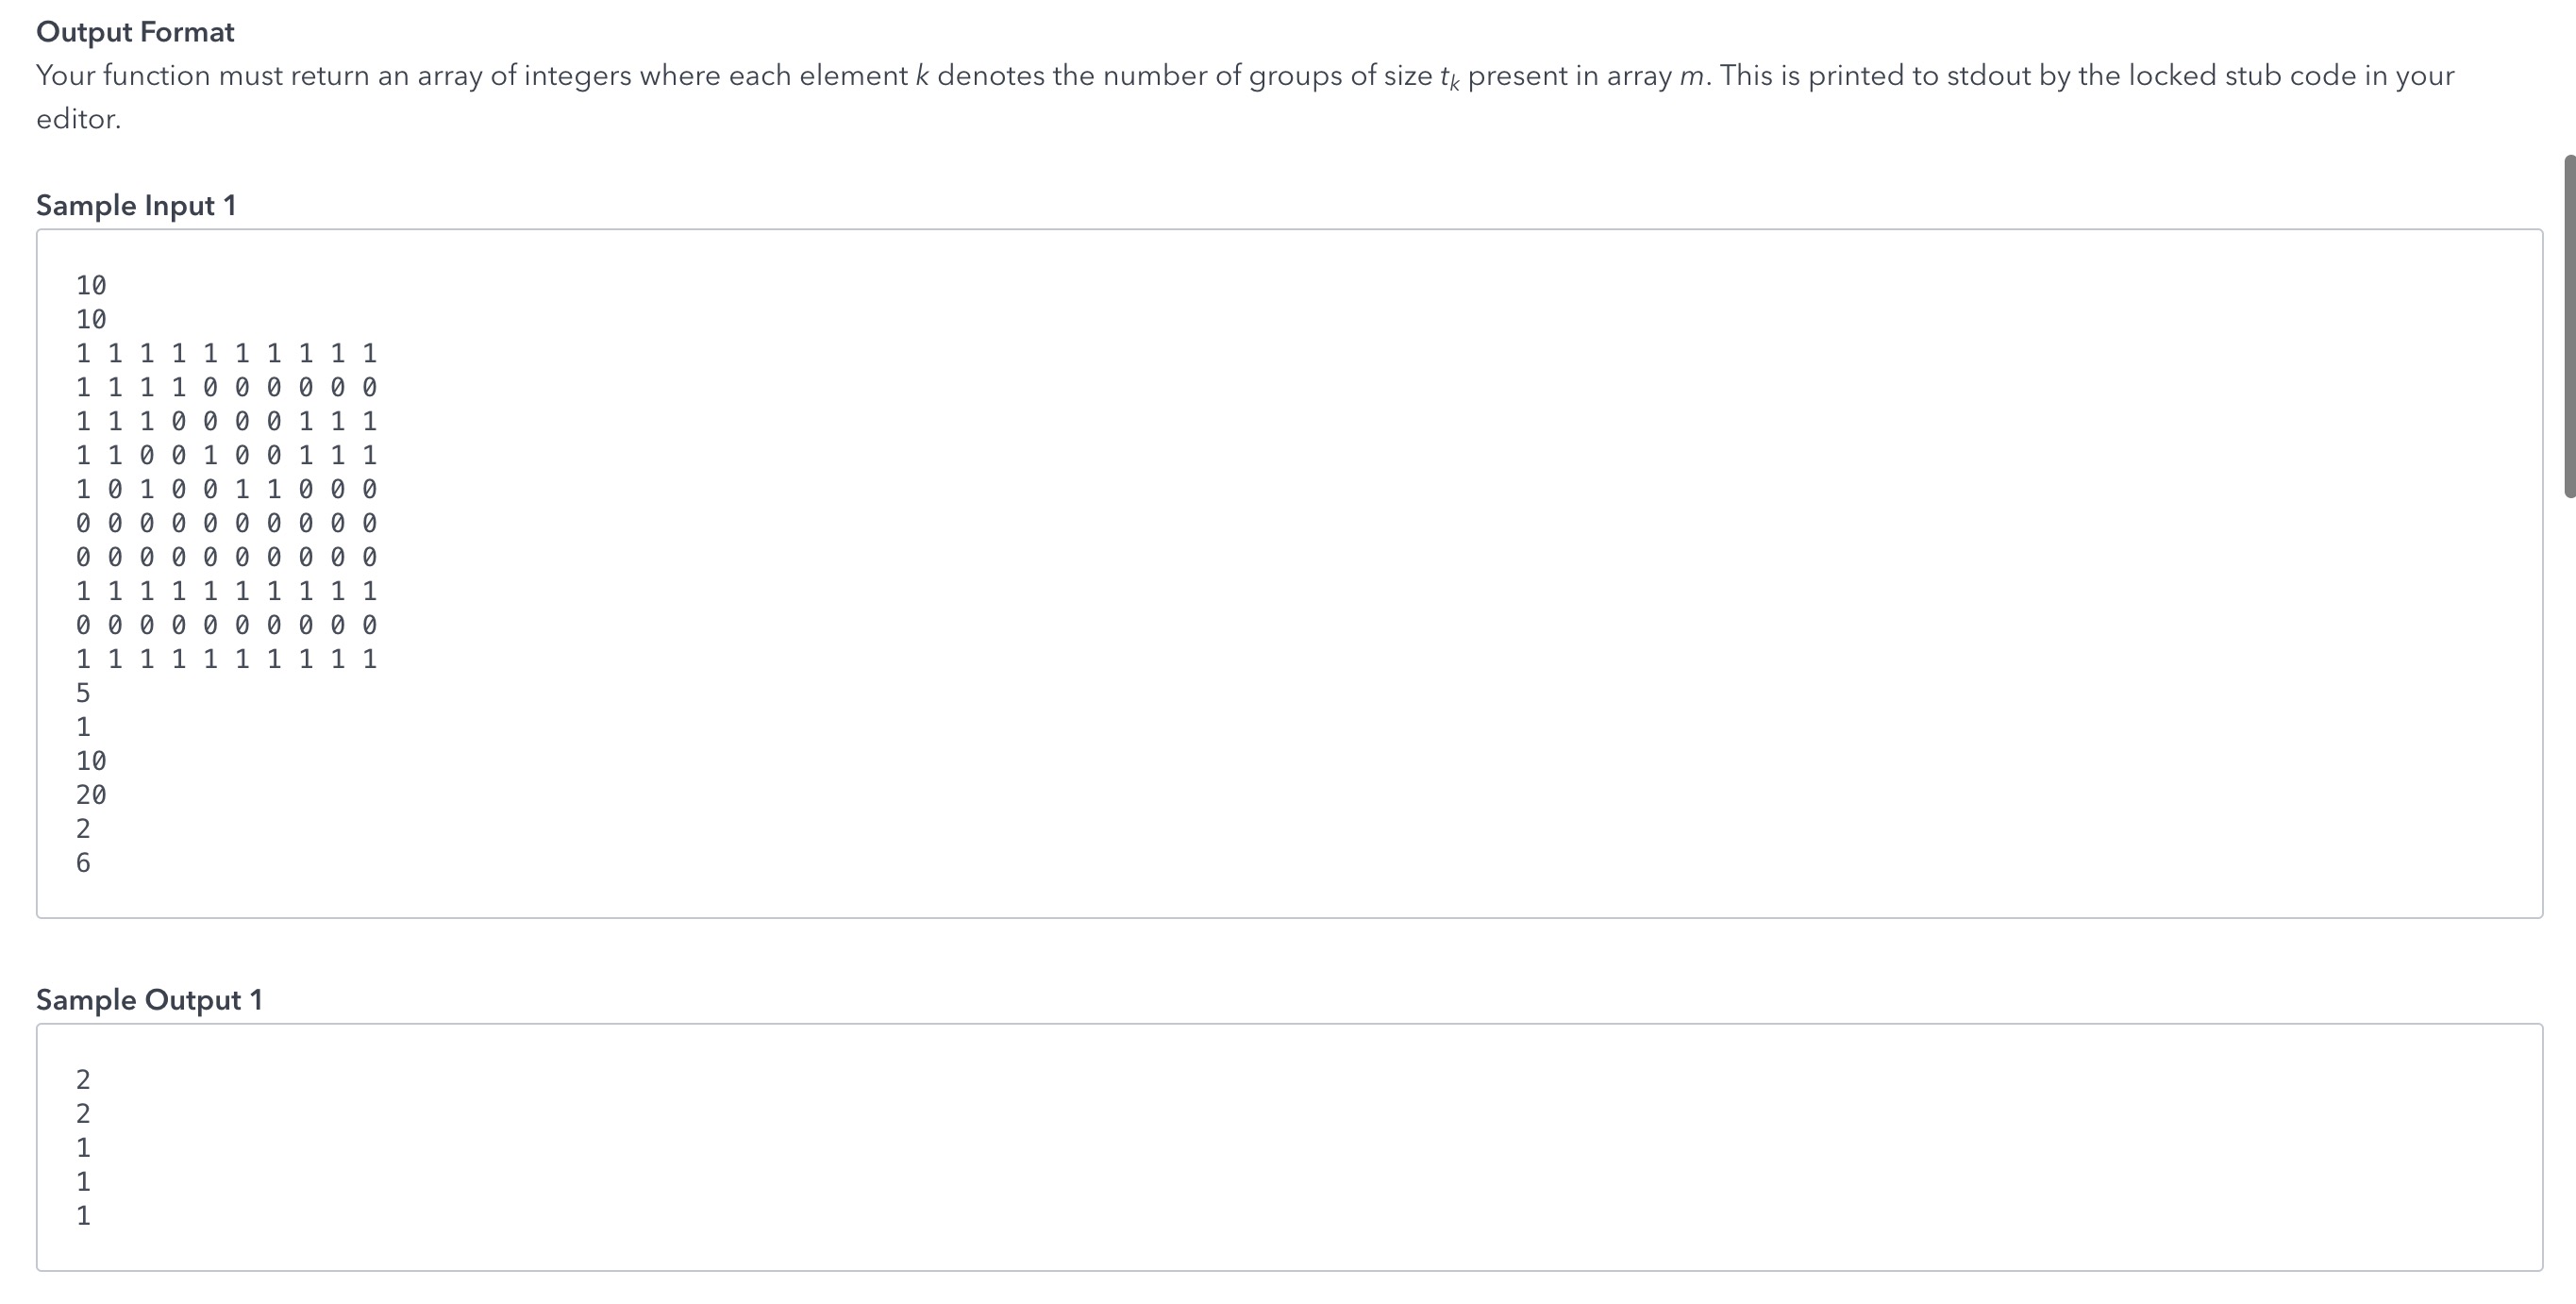 Output Format
Your function must return an array of integers where each element k denotes the number of groups of size tk present in array m. This is printed to stdout by the locked stub code in your
editor.
Sample Input 1
10
10
1 1 1 1 1 1 1 1 1 1
1 1 1 1 0 0 0 0 0 0
1 1 1 0 0 0 0 1 1 1
1 1 0 0 1 0 0 1 1 1
1 0 1 0 0 1 1 0 0 0
0 0 0 0 0 0 0 0 0 0
0 0 0 0 0 0 0 0 0 0
1 1 1 1 1 1 1 1 1 1
0 0 0 0 0 0 0 0 0 0
1 1 1 1 1 1 1 1 1 1
5
1
10
20
2
6
Sample Output 1
2
2
1
1
1